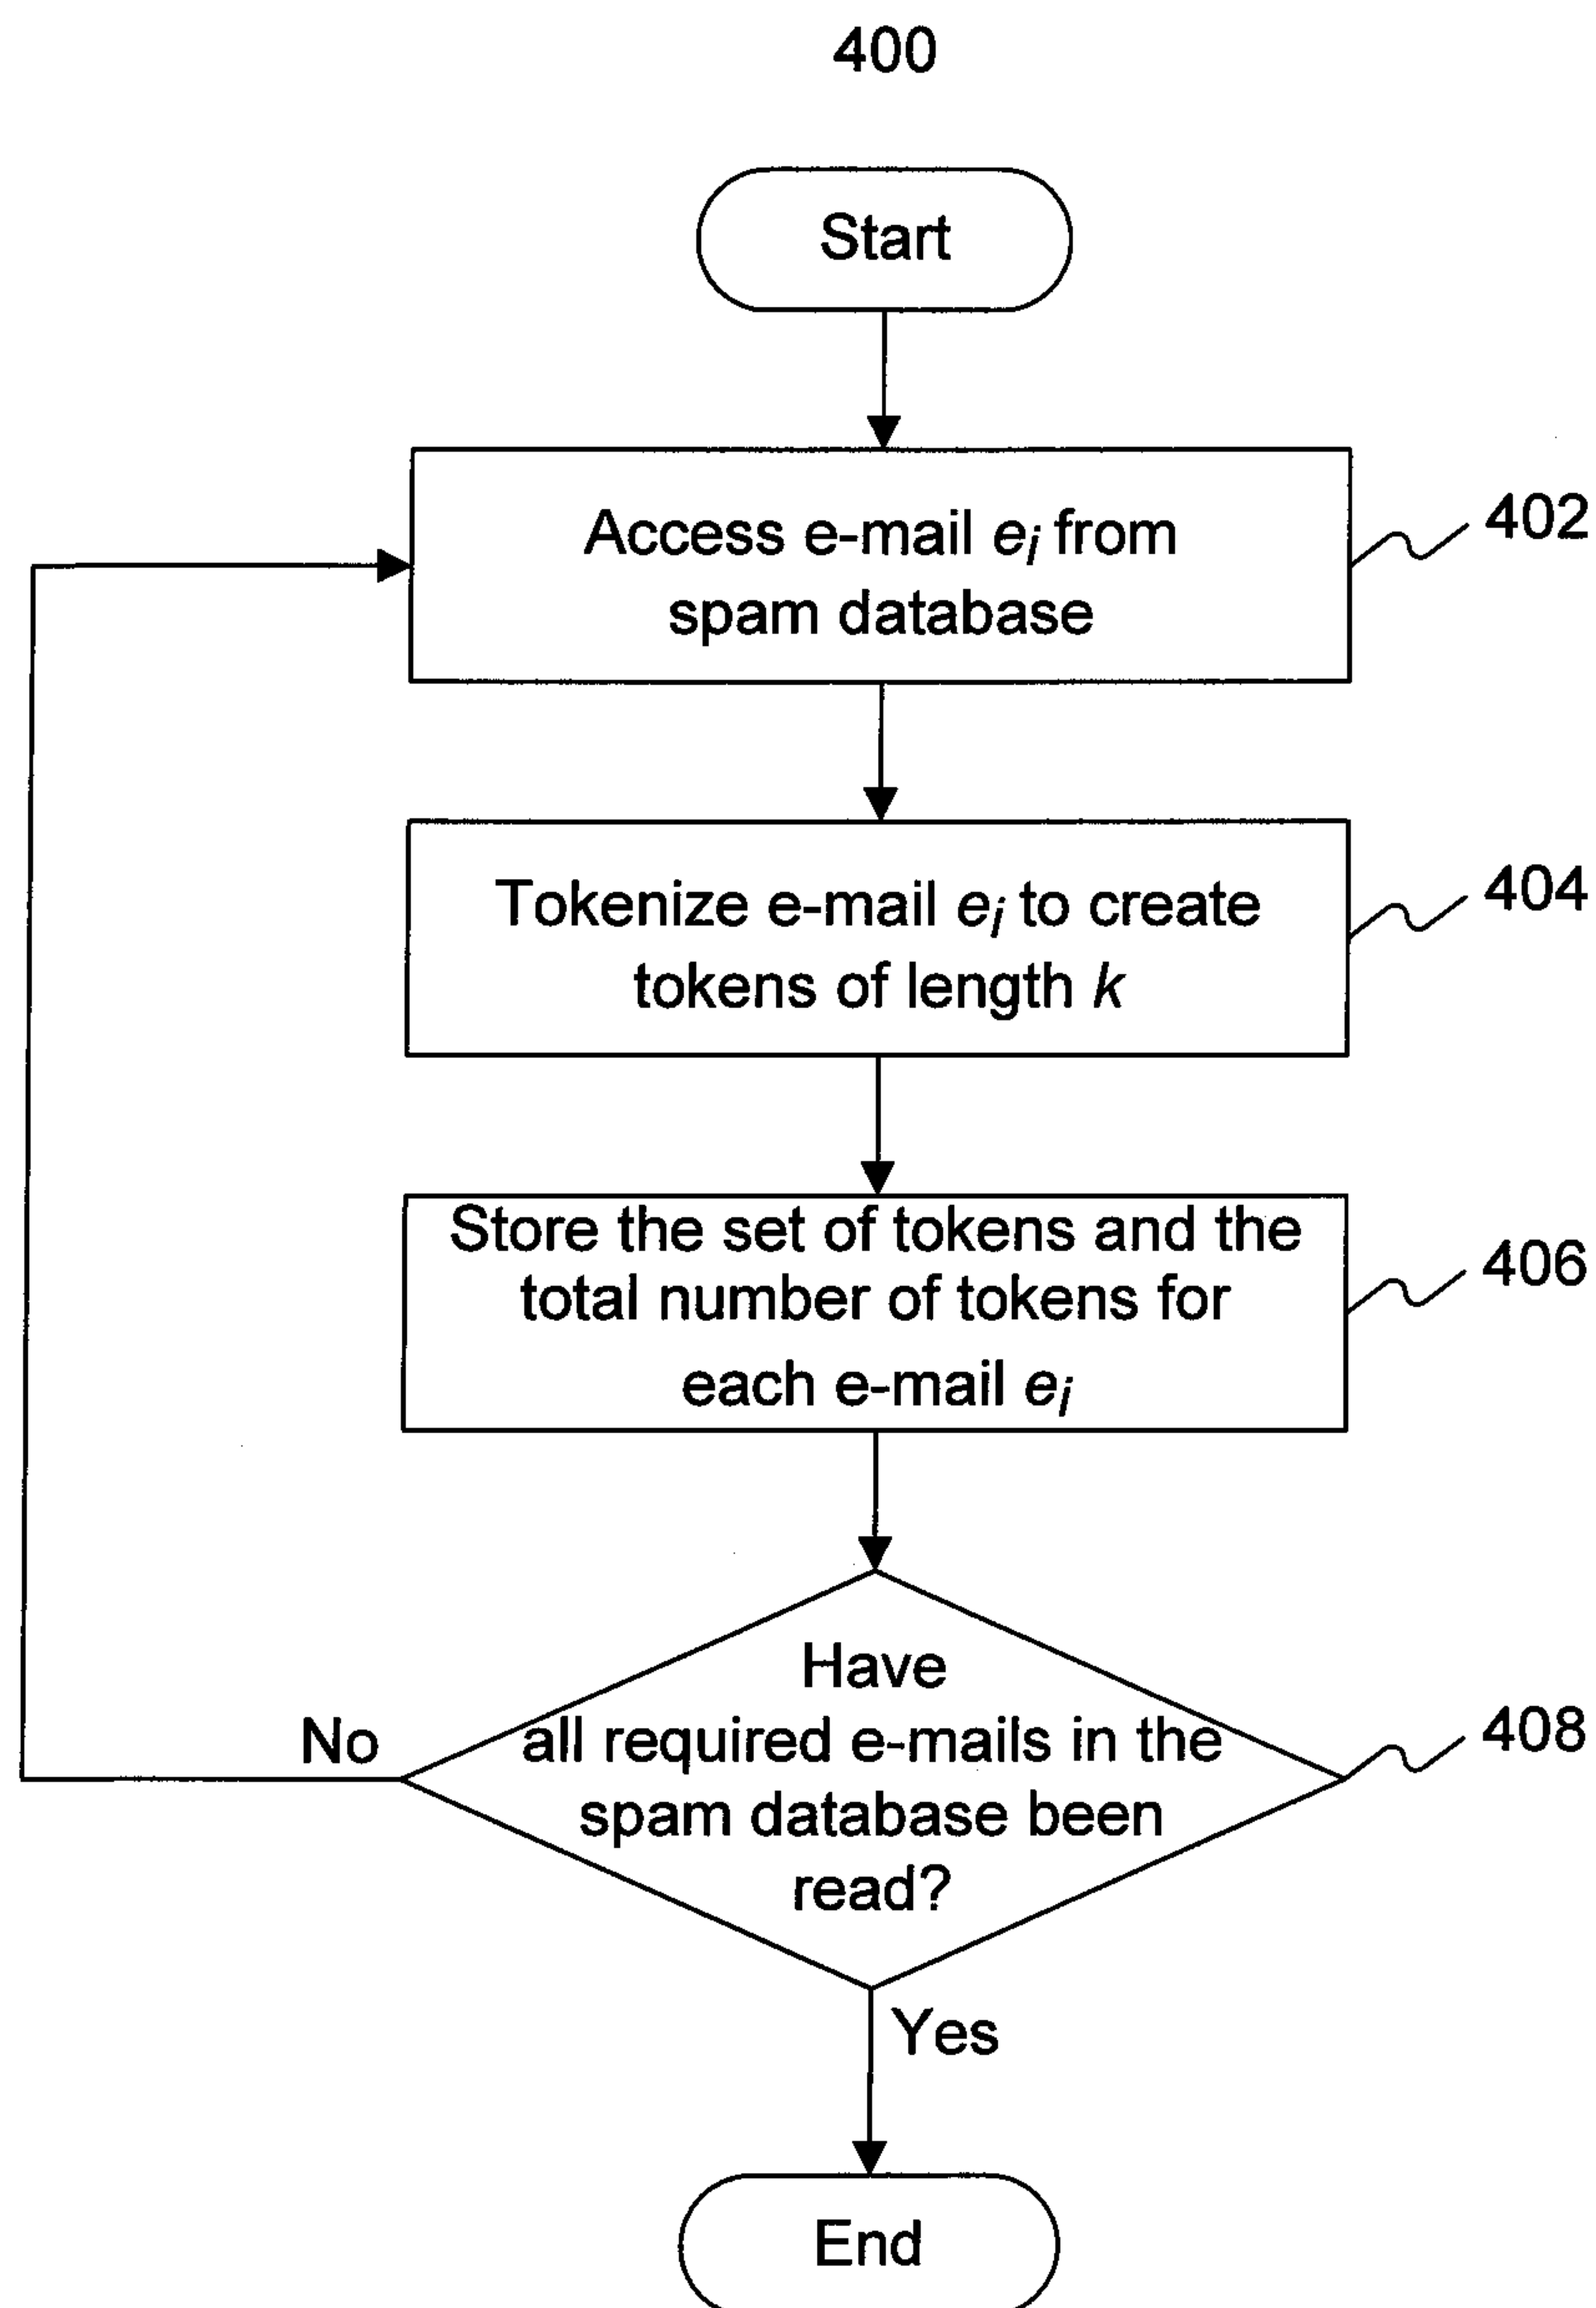 400
Start
Access e-mail ei from
spam database
402
Tokenize e-mail ei to create
tokens of length k
404
Store the set of tokens and the
total number of tokens for
each e-mail ei
406
Have
all required e-mails in the
spam database been
read?
408
No
Yes
End